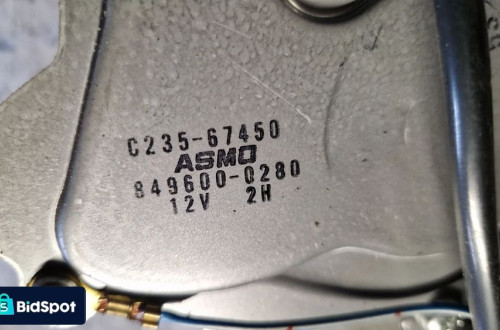 C235-67450
ASMO
849600-0280
12V 2H
S BidSpot